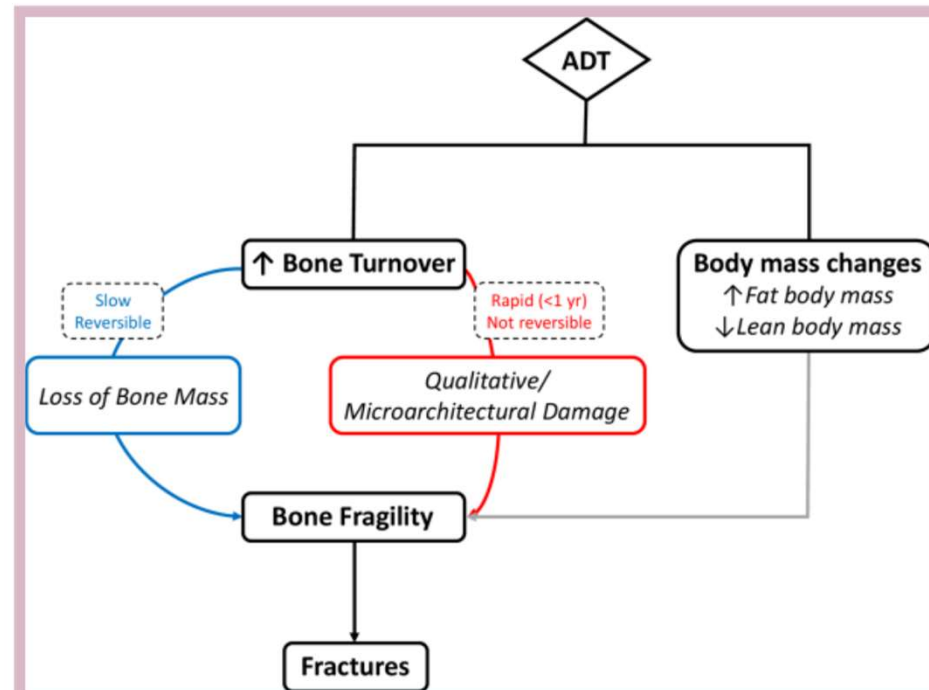 ADT
↑ Bone Turnover
Body mass changes
↑Fat body mass
↓Lean body mass
Slow
Reversible
Rapid (<1 yr)
Not reversible
Loss of Bone Mass
Qualitative/
Microarchitectural Damage
Bone Fragility
Fractures